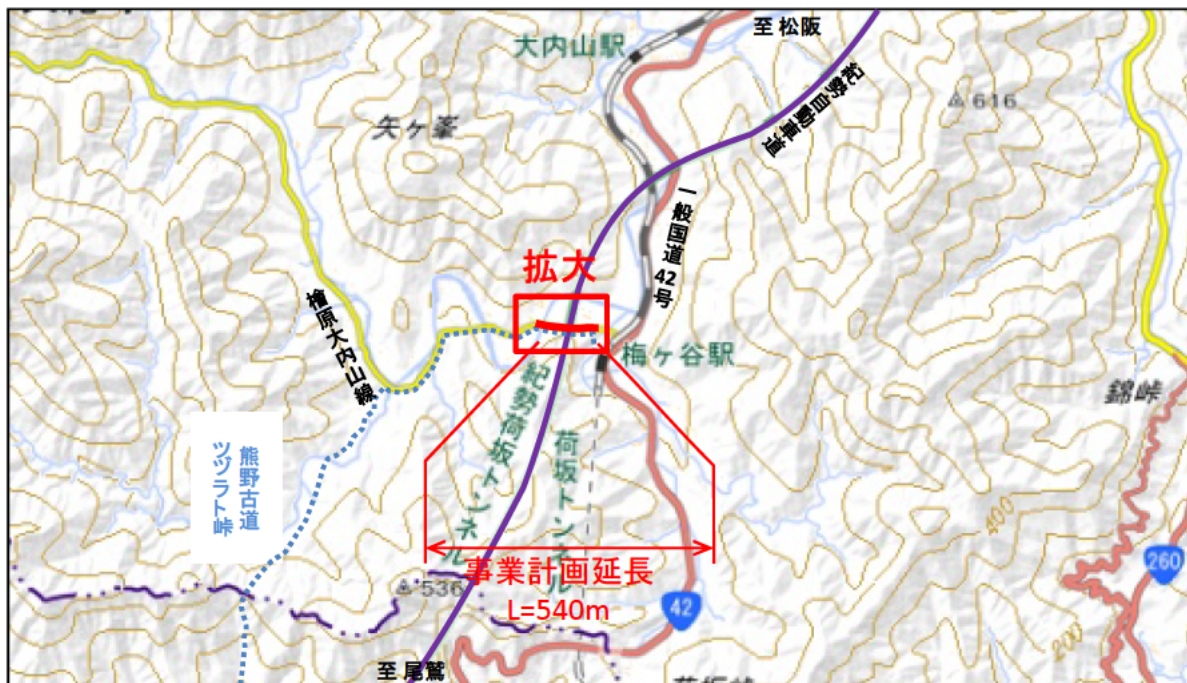 至 松阪
大内山駅
紀勢自動車道
616
矢ヶ峯
一般国道42号
拡大
檜原大内山線
梅ヶ谷駅
錦峠
紀勢荷坂トンネル
荷坂トンネル
熊野古道
ツヅラト峠
400
260
事業計画延長
L=540m
536
42
200
至 尾鷲